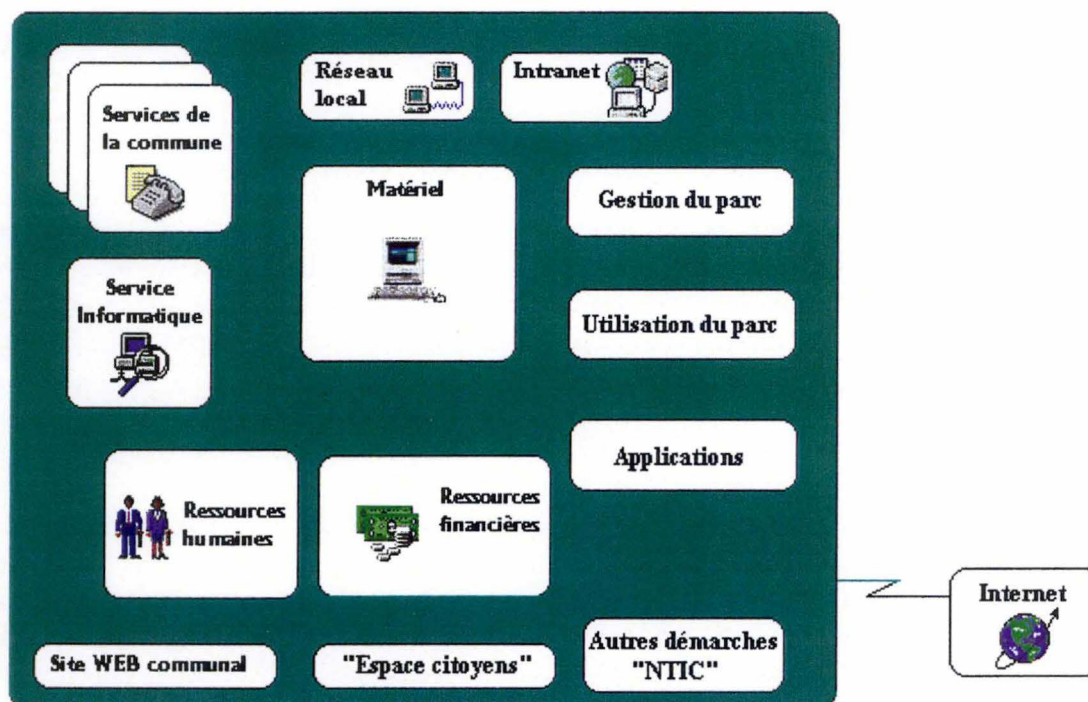 Services de
la commune
Réseau
local
Intranet
Matériel
Gestion du parc
Service
Informatique
Utilisation du parc
Applications
Ressources
humaines
Ressources
financières
Internet
Site WEB communal
"Espace citoyens"
Autres démarches
"NTIC"